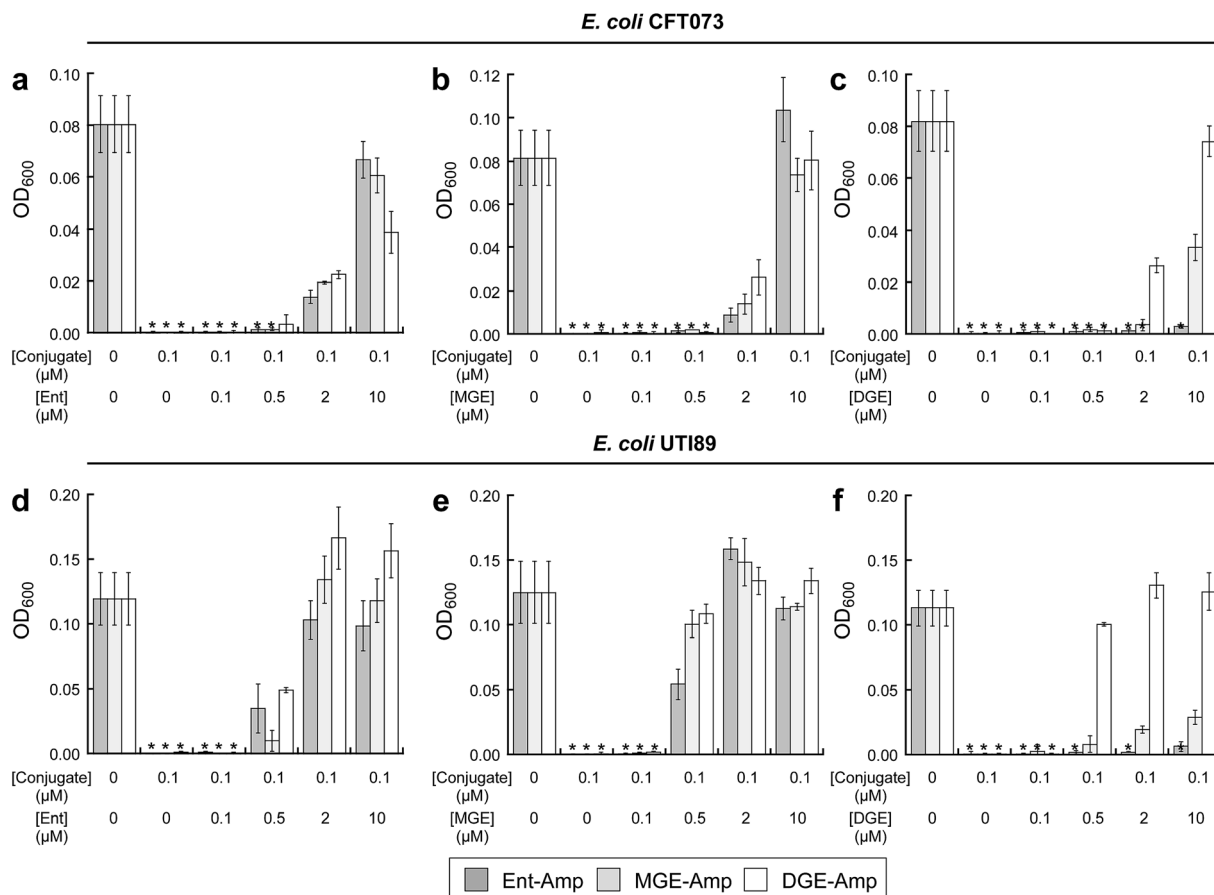 E. coli CFT073
a
b
c
0.10
0.08
0.06
0.04
0.02
0.00
OD600
0.12
0.10
0.08
0.06
0.04
0.02
0.00
OD600
0.10
0.08
0.06
0.04
0.02
0.00
OD600
* * * * * * * *
* * * * * * * * *
* * * * * * * * * * * *
[Conjugate] (µM) 0 0.1 0.1 0.1 0.1 0.1
[Ent] (µM) 0 0 0.1 0.5 2 10
[Conjugate] (µM) 0 0.1 0.1 0.1 0.1 0.1
[MGE] (µM) 0 0 0.1 0.5 2 10
[Conjugate] (µM) 0 0.1 0.1 0.1 0.1 0.1
[DGE] (µM) 0 0 0.1 0.5 2 10
E. coli UTI89
d
e
f
0.20
0.15
0.10
0.05
0.00
OD600
0.20
0.15
0.10
0.05
0.00
OD600
0.20
0.15
0.10
0.05
0.00
OD600
* * * * * *
* * * * * *
* * * * * * * * *
[Conjugate] (µM) 0 0.1 0.1 0.1 0.1 0.1
[Ent] (µM) 0 0 0.1 0.5 2 10
[Conjugate] (µM) 0 0.1 0.1 0.1 0.1 0.1
[MGE] (µM) 0 0 0.1 0.5 2 10
[Conjugate] (µM) 0 0.1 0.1 0.1 0.1 0.1
[DGE] (µM) 0 0 0.1 0.5 2 10
Ent-Amp MGE-Amp DGE-Amp